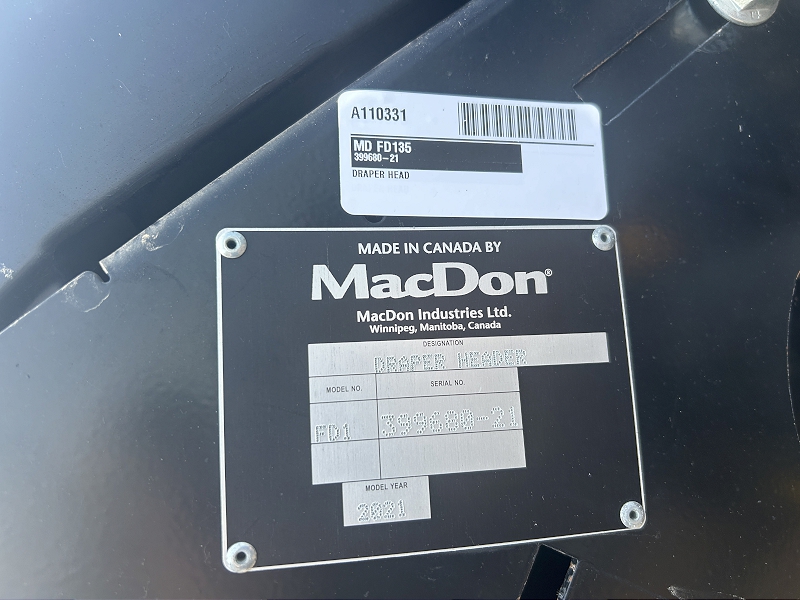 A110331
MD FD135
399680-21
DRAPER HEAD
MADE IN CANADA BY
MacDon®
MacDon Industries Ltd.
Winnipeg, Manitoba, Canada
DESIGNATION
DRAPER HEADER
MODEL NO. SERIAL NO.
FD1 399680-21
MODEL YEAR
2021